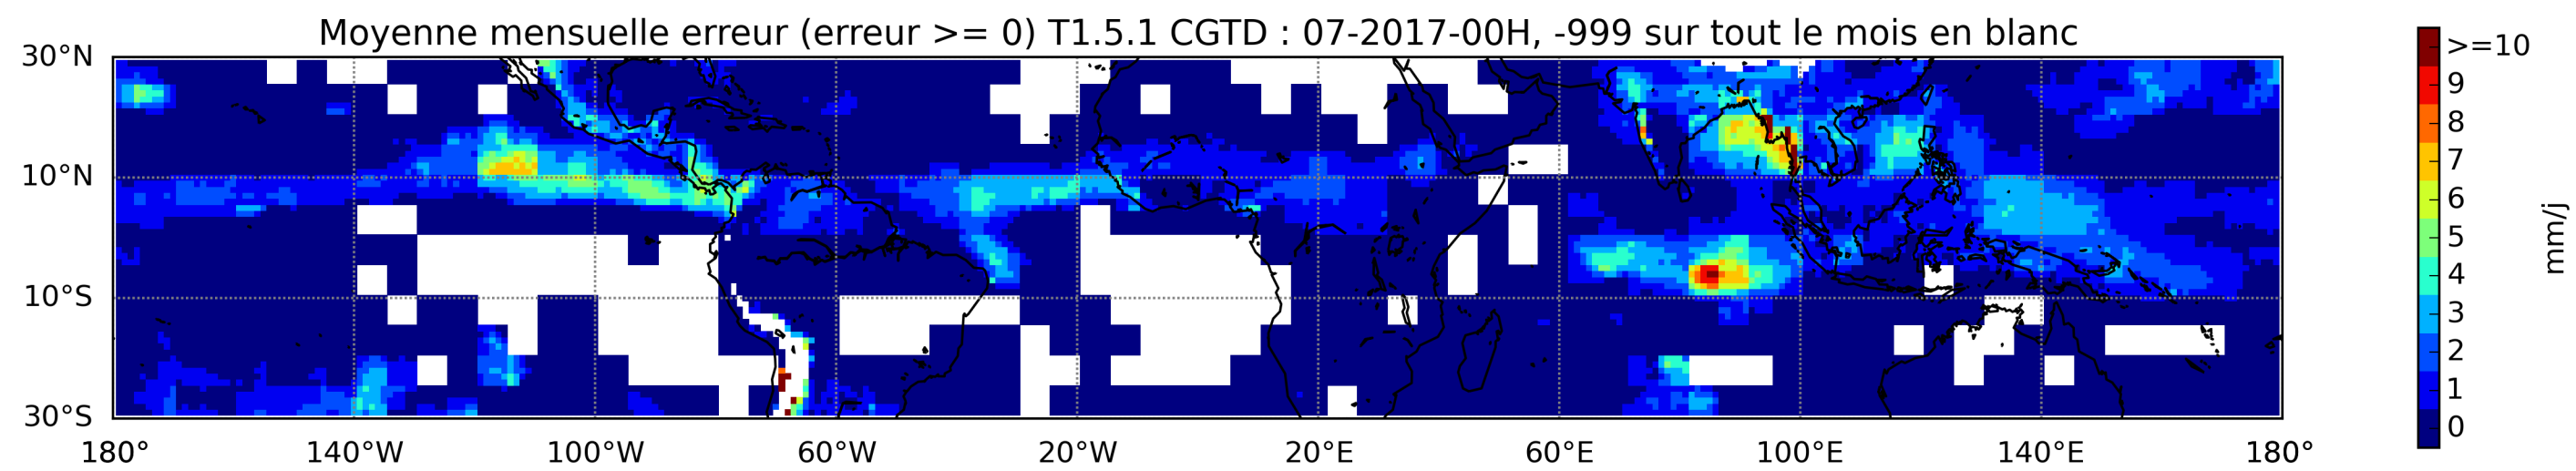 Moyenne mensuelle erreur (erreur >= 0) T1.5.1 CGTD : 07-2017-00H, -999 sur tout le mois en blanc
30°N
10°N
10°S
30°S
180° 140°W 100°W 60°W 20°W 20°E 60°E 100°E 140°E 180°
>=10
9
8
7
6
5
4
3
2
1
0
mm/j